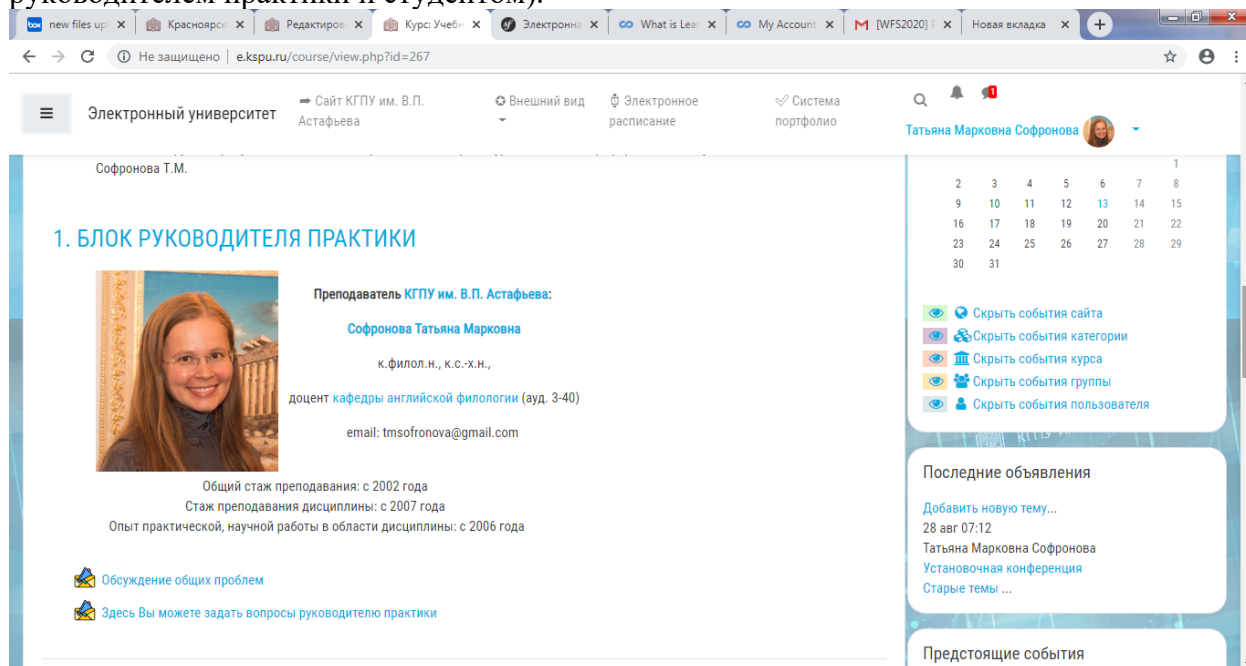 руководителем практики и студентом).
new files upl
Красноярск
Редактиров
Курс: Учебн
Электронна
What is Lear
My Account
[WFS2020] F
Новая вкладка
Не защищено | e.kspu.ru/course/view.php?id=267
Электронный университет
Сайт КГПУ им. В.П. Астафьева
Внешний вид
Электронное расписание
Система портфолио
1
Татьяна Марковна Софронова
Софронова Т.М.
1. БЛОК РУКОВОДИТЕЛЯ ПРАКТИКИ
Преподаватель КГПУ им. В.П. Астафьева:
Софронова Татьяна Марковна
к.филол.н., к.с.-х.н.,
доцент кафедры английской филологии (ауд. 3-40)
email: tmsofronova@gmail.com
Общий стаж преподавания: с 2002 года
Стаж преподавания дисциплины: с 2007 года
Опыт практической, научной работы в области дисциплины: с 2006 года
Обсуждение общих проблем
Здесь Вы можете задать вопросы руководителю практики
1
2 3 4 5 6 7 8
9 10 11 12 13 14 15
16 17 18 19 20 21 22
23 24 25 26 27 28 29
30 31
Скрыть события сайта
Скрыть события категории
Скрыть события курса
Скрыть события группы
Скрыть события пользователя
Последние объявления
Добавить новую тему...
28 авг 07:12
Татьяна Марковна Софронова
Установочная конференция
Старые темы ...
Предстоящие события